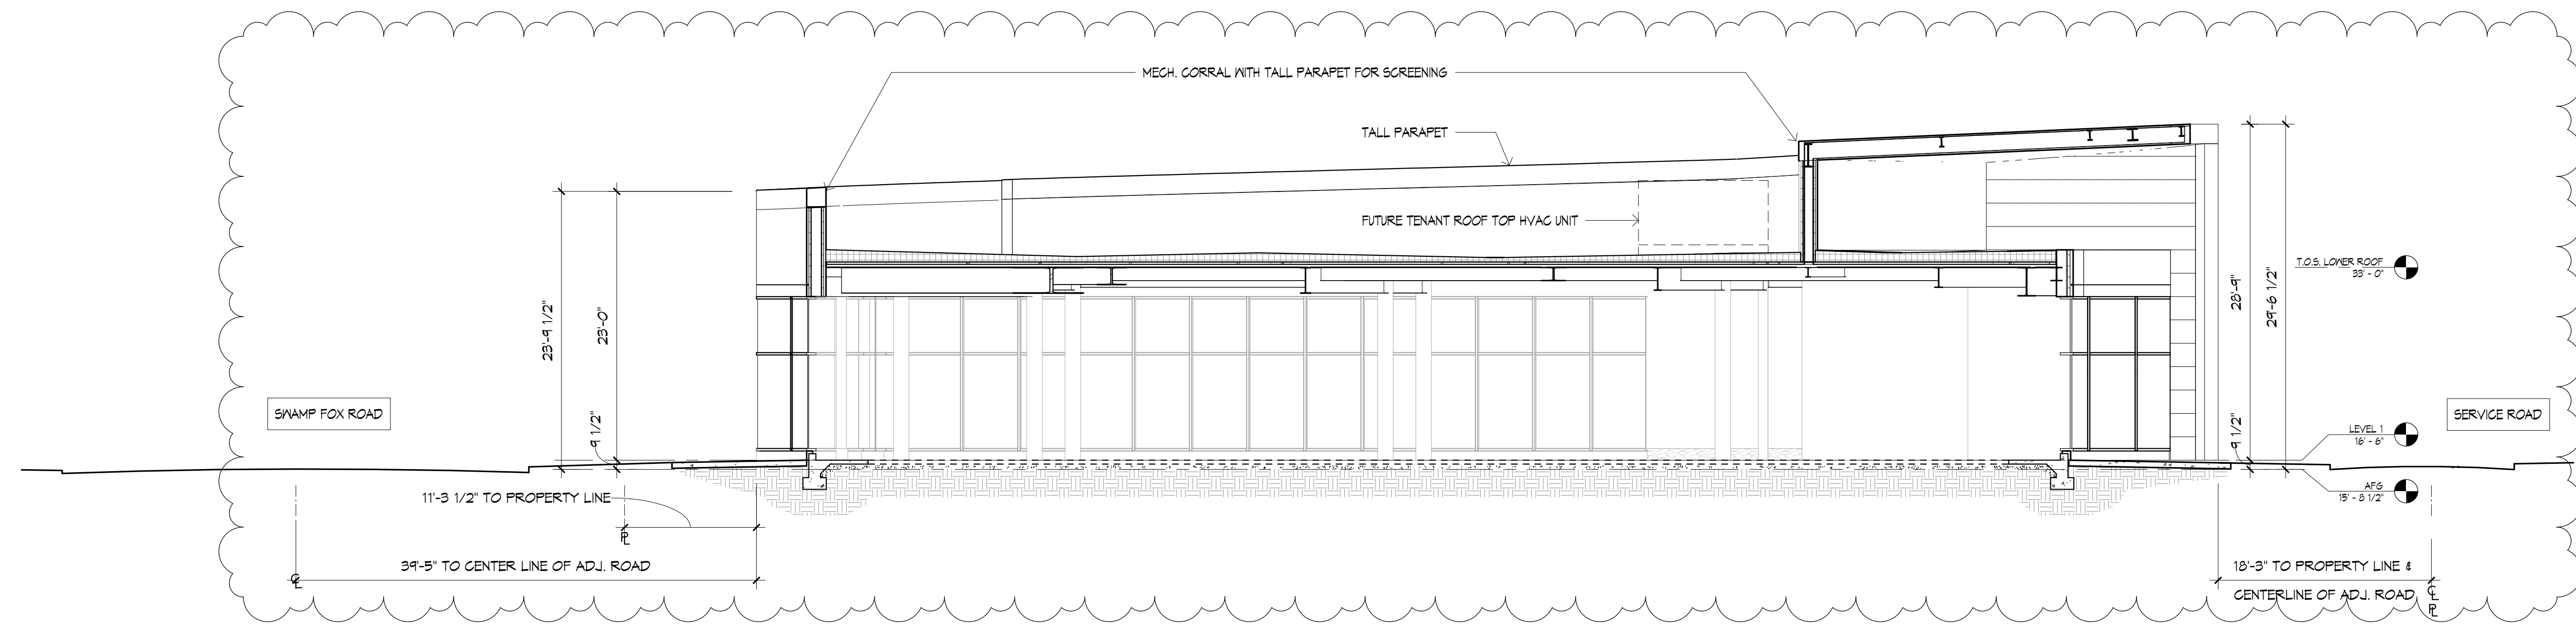 MECH. CORRAL WITH TALL PARAPET FOR SCREENING
TALL PARAPET
FUTURE TENANT ROOF TOP HVAC UNIT
T.O.S. LOWER ROOF
33' - 0"
23'-9 1/2"
23'-0"
28'-9"
29'-6 1/2"
SWAMP FOX ROAD
SERVICE ROAD
9 1/2"
9 1/2"
LEVEL 1
16' - 6"
AFG
15' - 8 1/2"
11'-3 1/2" TO PROPERTY LINE
PL
39'-5" TO CENTER LINE OF ADJ. ROAD
CL
18'-3" TO PROPERTY LINE &
CENTERLINE OF ADJ. ROAD
CL
PL